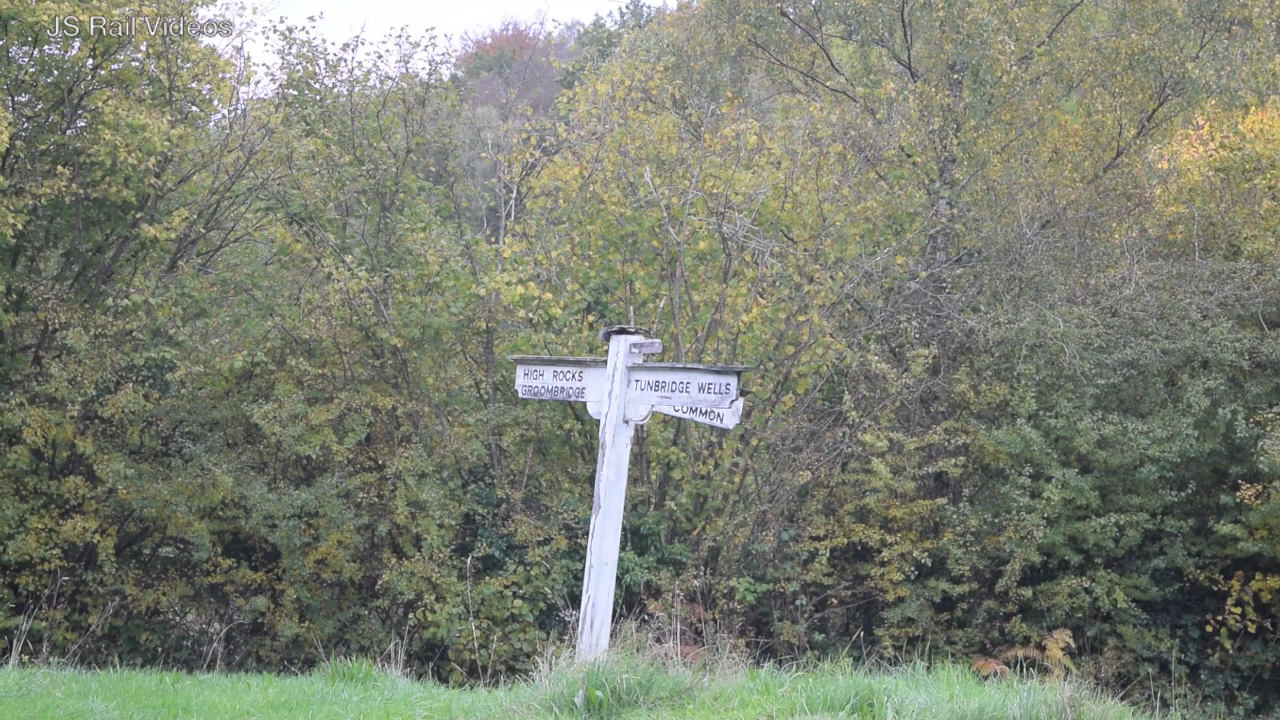 JS Rail Videos
HIGH ROCKS
GROOMBRIDGE
TUNBRIDGE WELLS
COMMON